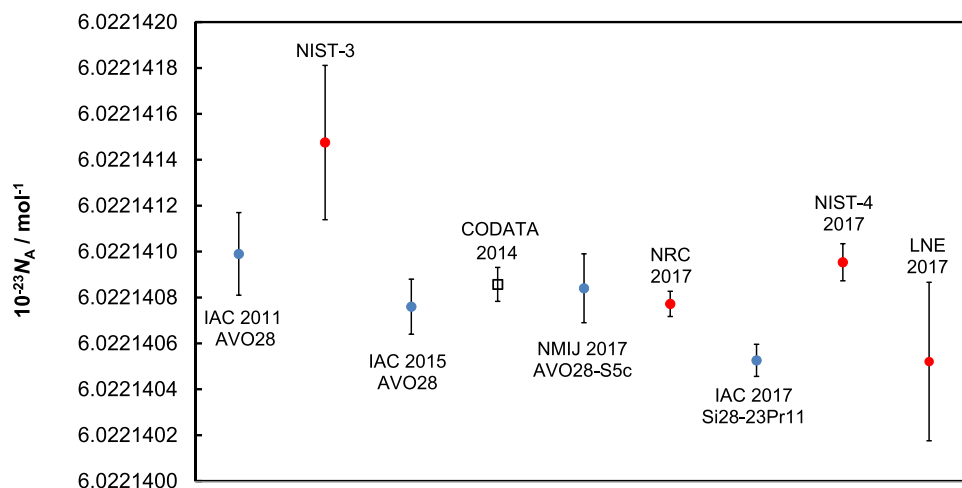 6.0221420
6.0221418
6.0221416
6.0221414
6.0221412
6.0221410
6.0221408
6.0221406
6.0221404
6.0221402
6.0221400
10⁻²³Nᴀ / mol⁻¹
IAC 2011
AVO28
NIST-3
IAC 2015
AVO28
CODATA
2014
NMIJ 2017
AVO28-S5c
NRC
2017
IAC 2017
Si28-23Pr11
NIST-4
2017
LNE
2017